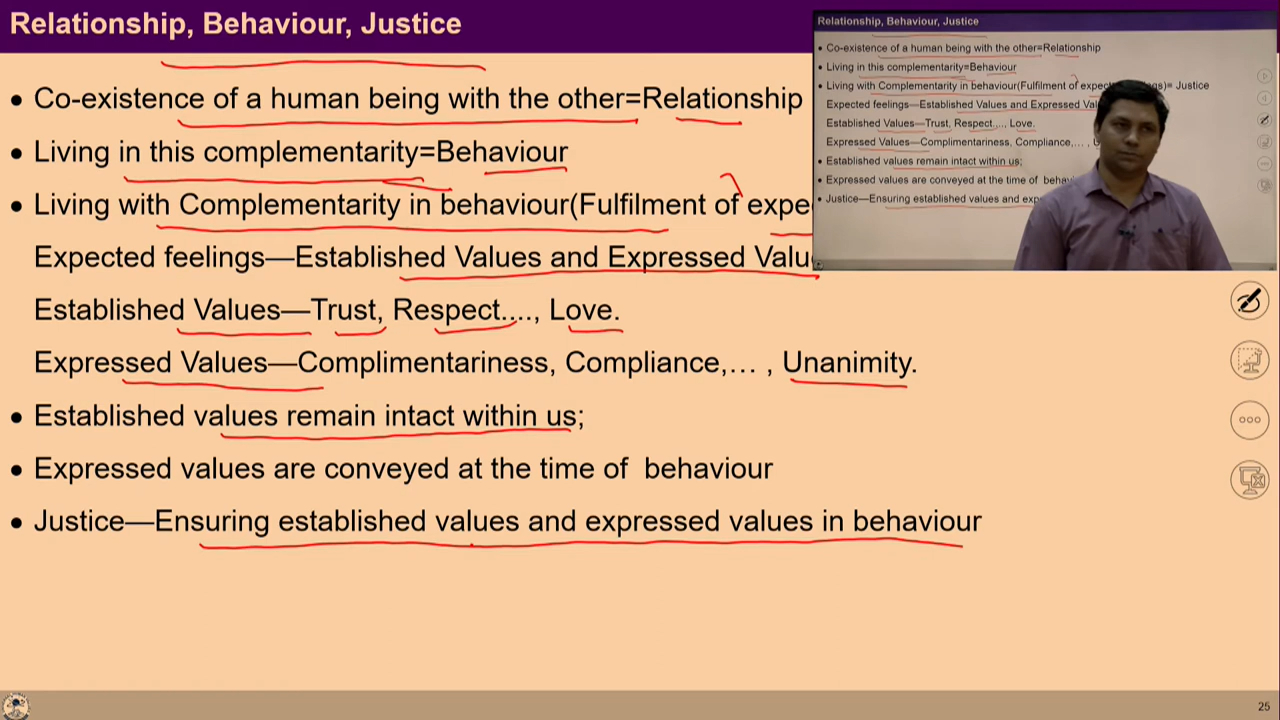 Relationship, Behaviour, Justice
• Co-existence of a human being with the other=Relationship
• Living in this complementarity=Behaviour
• Living with Complementarity in behaviour(Fulfilment of expe
Expected feelings—Established Values and Expressed Valu
Established Values—Trust, Respect...., Love.
Expressed Values—Complimentariness, Compliance,… , Unanimity.
• Established values remain intact within us;
• Expressed values are conveyed at the time of behaviour
• Justice—Ensuring established values and expressed values in behaviour
Relationship, Behaviour, Justice
• Co-existence of a human being with the other=Relationship
• Living in this complementarity=Behaviour
• Living with Complementarity in behaviour(Fulfilment of expec gs)= Justice
Expected feelings—Established Values and Expressed Val
Established Values—Trust, Respect...., Love.
Expressed Values—Complimentariness, Compliance,… , U
• Established values remain intact within us;
• Expressed values are conveyed at the time of behavi
• Justice—Ensuring established values and exp
25